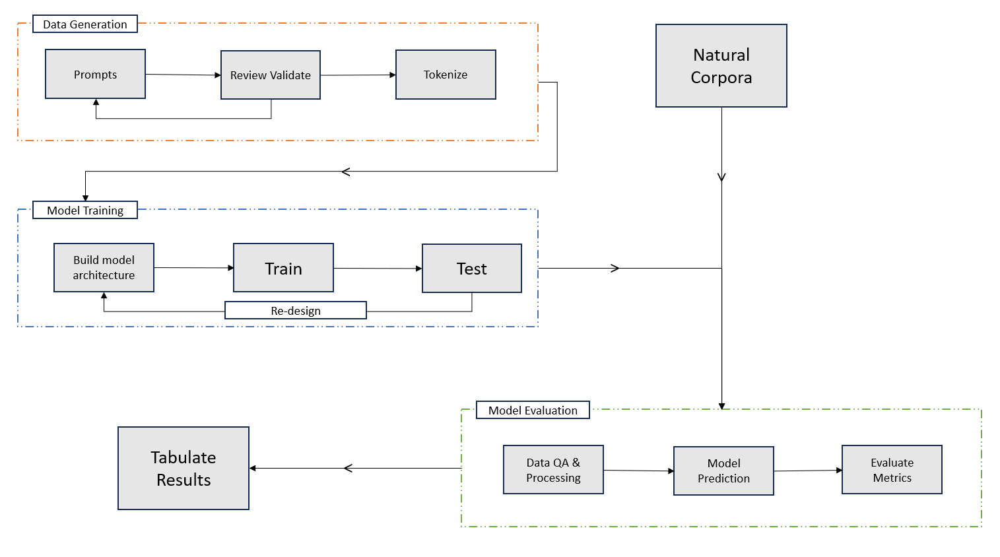 Data Generation
Prompts
Review Validate
Tokenize
Natural
Corpora
Model Training
Build model
architecture
Train
Test
Re-design
Model Evaluation
Data QA &
Processing
Model
Prediction
Evaluate
Metrics
Tabulate
Results